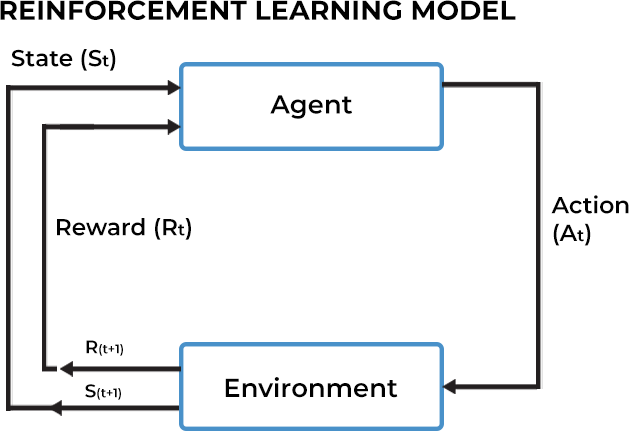 REINFORCEMENT LEARNING MODEL
State (St)
Agent
Reward (Rt)
Action
(At)
R(t+1)
S(t+1)
Environment